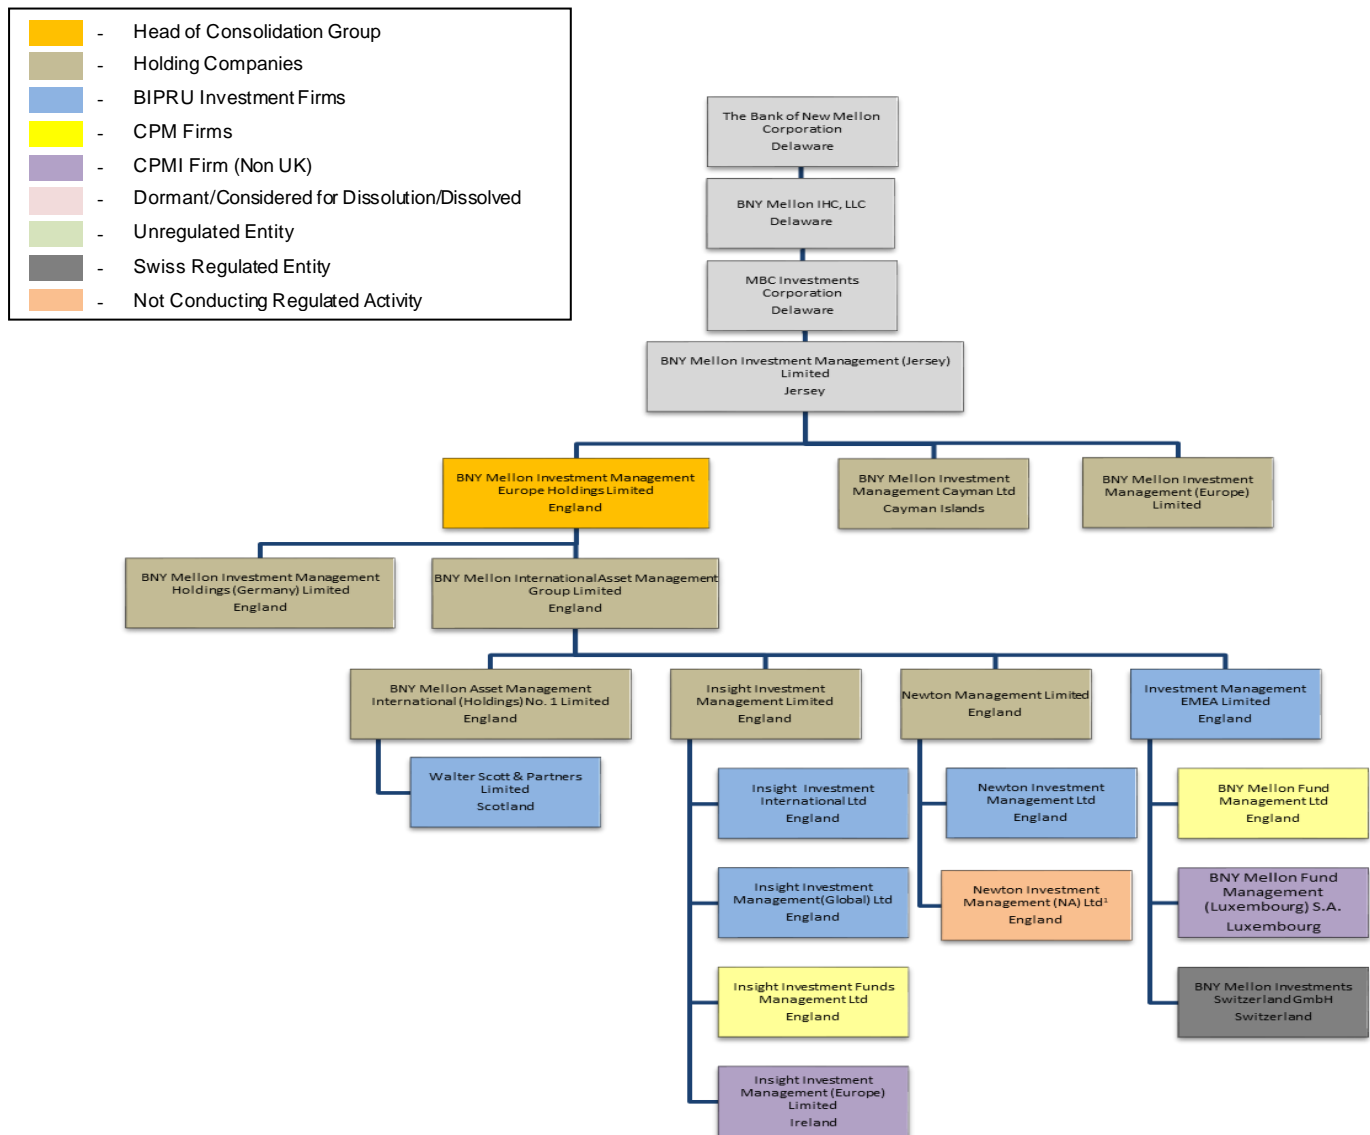 - Head of Consolidation Group
- Holding Companies
- BIPRU Investment Firms
- CPM Firms
- CPMI Firm (Non UK)
- Dormant/Considered for Dissolution/Dissolved
- Unregulated Entity
- Swiss Regulated Entity
- Not Conducting Regulated Activity
The Bank of New Mellon
Corporation
Delaware
BNY Mellon IHC, LLC
Delaware
MBC Investments
Corporation
Delaware
BNY Mellon Investment Management (Jersey)
Limited
Jersey
BNY Mellon Investment Management
Europe Holdings Limited
England
BNY Mellon Investment
Management Cayman Ltd
Cayman Islands
BNY Mellon Investment
Management (Europe)
Limited
BNY Mellon Investment Management
Holdings (Germany) Limited
England
BNY Mellon International Asset Management
Group Limited
England
BNY Mellon Asset Management
International (Holdings) No. 1 Limited
England
Insight Investment
Management Limited
England
Newton Management Limited
England
Investment Management
EMEA Limited
England
Walter Scott & Partners
Limited
Scotland
Insight Investment
International Ltd
England
Newton Investment
Management Ltd
England
BNY Mellon Fund
Management Ltd
England
Insight Investment
Management(Global) Ltd
England
Newton Investment
Management (NA) Ltd¹
England
BNY Mellon Fund
Management
(Luxembourg) S.A.
Luxembourg
Insight Investment Funds
Management Ltd
England
BNY Mellon Investments
Switzerland GmbH
Switzerland
Insight Investment
Management (Europe)
Limited
Ireland